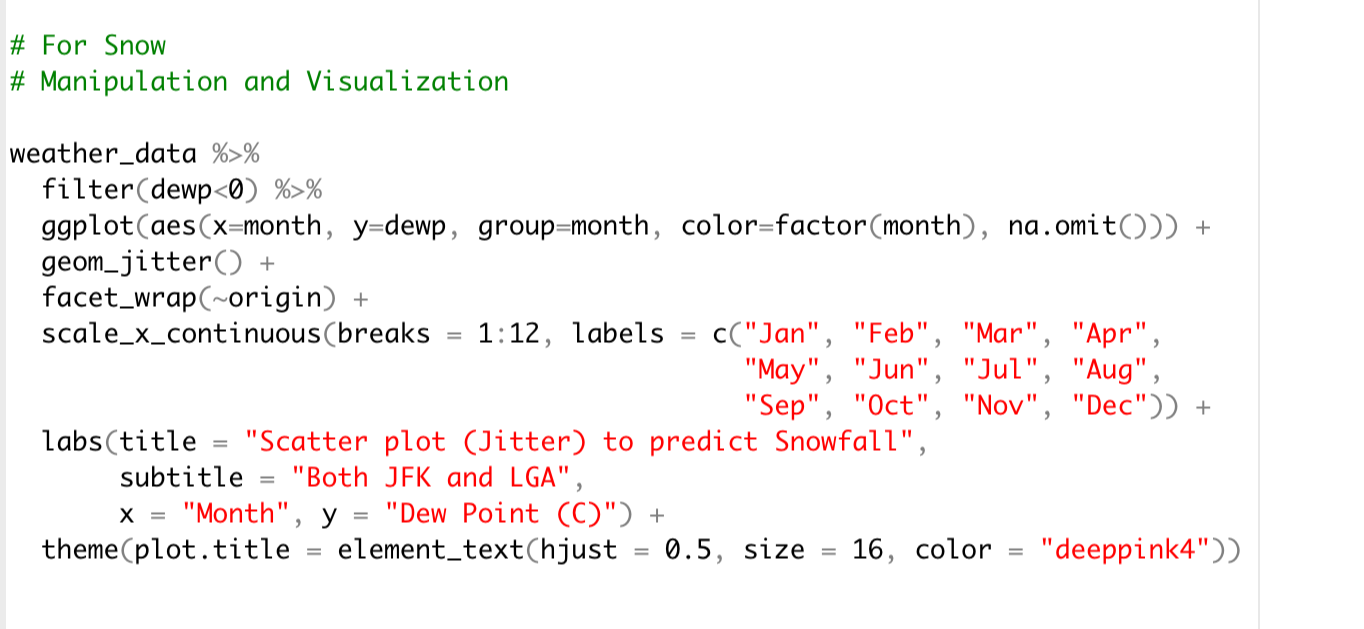 # For Snow
# Manipulation and Visualization
weather_data %>%
  filter(dewp<0) %>%
  ggplot(aes(x=month, y=dewp, group=month, color=factor(month), na.omit())) +
  geom_jitter() +
  facet_wrap(~origin) +
  scale_x_continuous(breaks = 1:12, labels = c("Jan", "Feb", "Mar", "Apr",
                                               "May", "Jun", "Jul", "Aug",
                                               "Sep", "Oct", "Nov", "Dec")) +
  labs(title = "Scatter plot (Jitter) to predict Snowfall",
       subtitle = "Both JFK and LGA",
       x = "Month", y = "Dew Point (C)") +
  theme(plot.title = element_text(hjust = 0.5, size = 16, color = "deeppink4"))